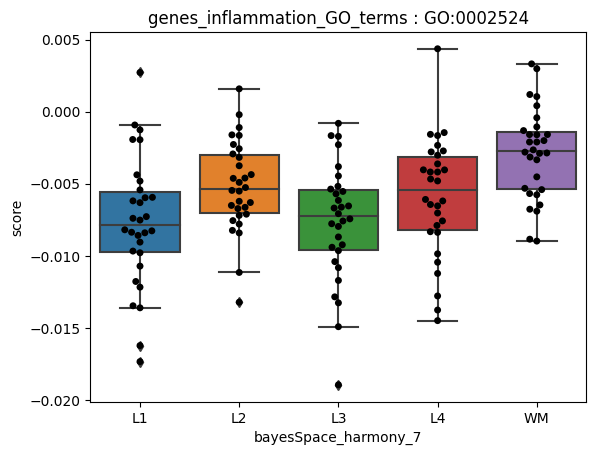 genes_inflammation_GO_terms : GO:0002524
0.005
0.000
−0.005
−0.010
−0.015
−0.020
score
L1 L2 L3 L4 WM
bayesSpace_harmony_7